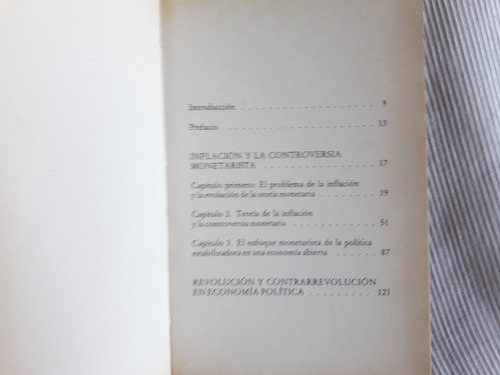 Introducción . . . . . . . . . . . . . . . . . . . 9
Prefacio . . . . . . . . . . . . . . . . . . . . . 13
INFLACIÓN Y LA CONTROVERSIA
MONETARISTA . . . . . . . . . . . . . . . . . 17
Capítulo primero: El problema de la inflación
y la evolución de la teoría monetaria . . . . . . . 19
Capítulo 2. Teoría de la inflación
y la controversia monetaria . . . . . . . . . . . 51
Capítulo 3. El enfoque monetarista de la política
estabilizadora en una economía abierta . . . . . . 87
REVOLUCIÓN Y CONTRARREVOLUCIÓN
EN ECONOMÍA POLÍTICA . . . . . . . . . 121